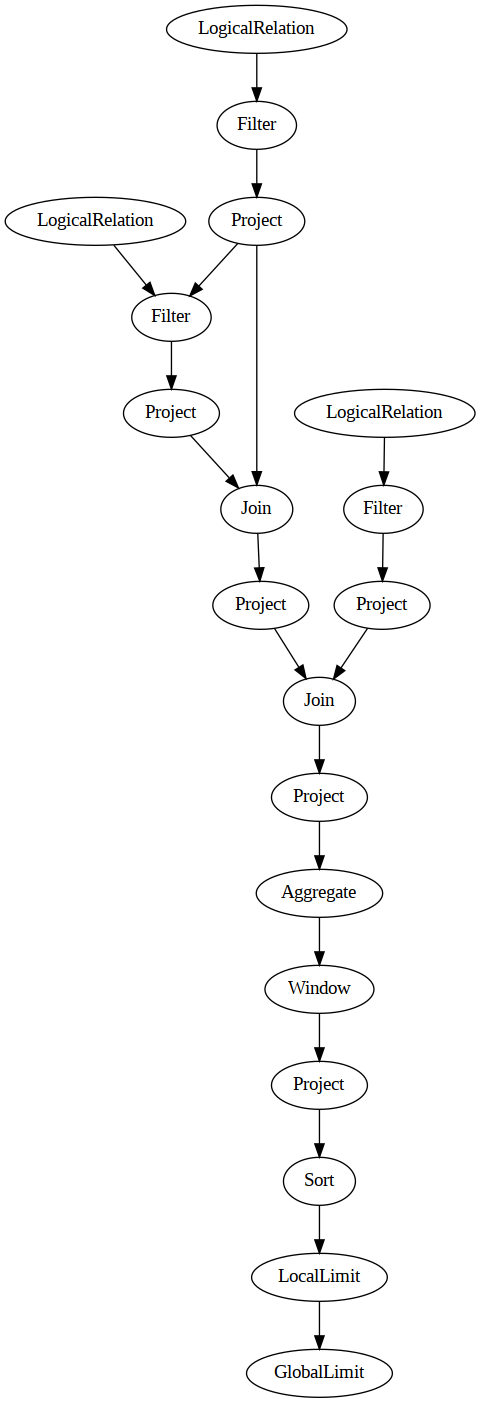 LogicalRelation
Filter
LogicalRelation
Project
Filter
Project
LogicalRelation
Join
Filter
Project
Project
Join
Project
Aggregate
Window
Project
Sort
LocalLimit
GlobalLimit